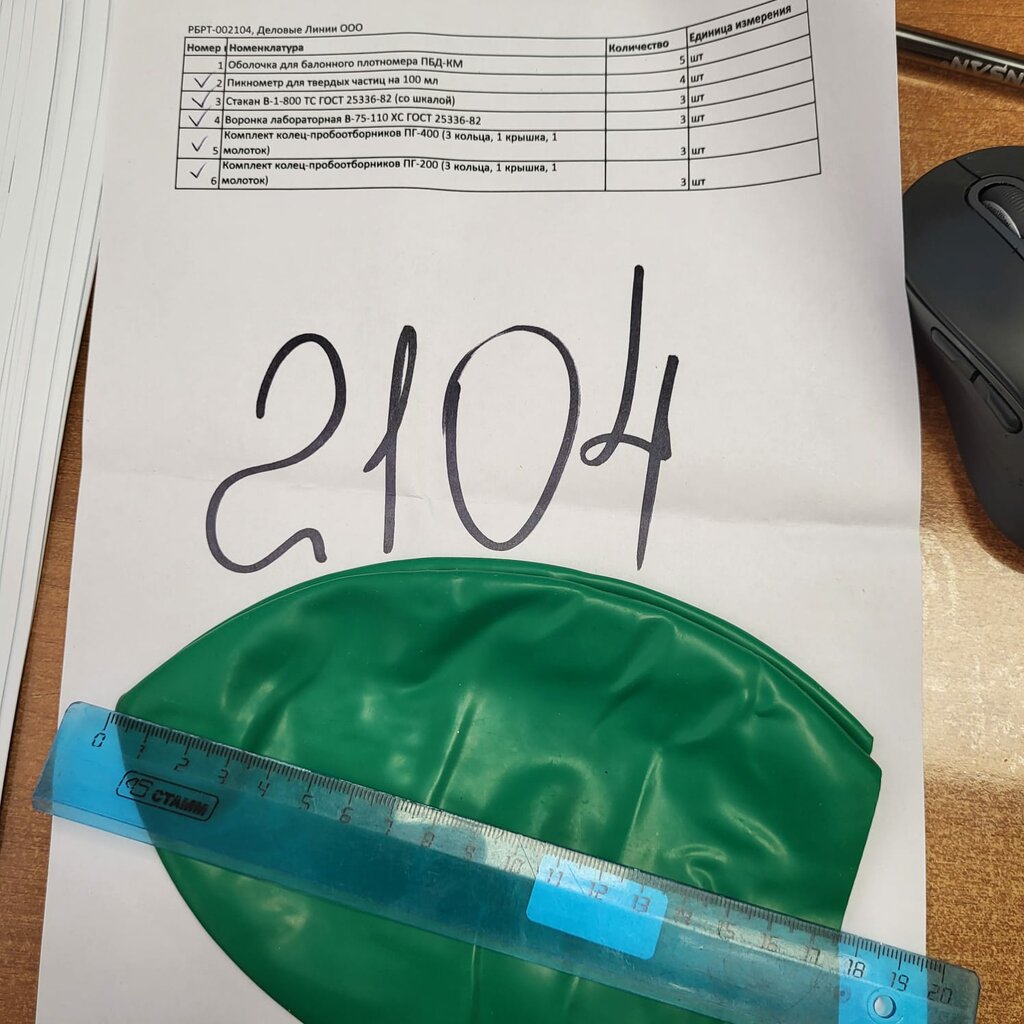 РБРТ-002104, Деловые Линии ООО
Номер Номенклатура Количество Единица измерения
1 Оболочка для балонного плотномера ПБД-КМ 5 шт
2 Пикнометр для твердых частиц на 100 мл 4 шт
3 Стакан В-1-800 ТС ГОСТ 25336-82 (со шкалой) 3 шт
4 Воронка лабораторная В-75-110 ХС ГОСТ 25336-82 3 шт
5 Комплект колец-пробоотборников ПГ-400 (3 кольца, 1 крышка, 1
молоток) 3 шт
6 Комплект колец-пробоотборников ПГ-200 (3 кольца, 1 крышка, 1
молоток) 3 шт
2104
0 1 2 3 4 5 6 7 8 9 10 11 12 13 14 15 16 17 18 19 20
СТАММ